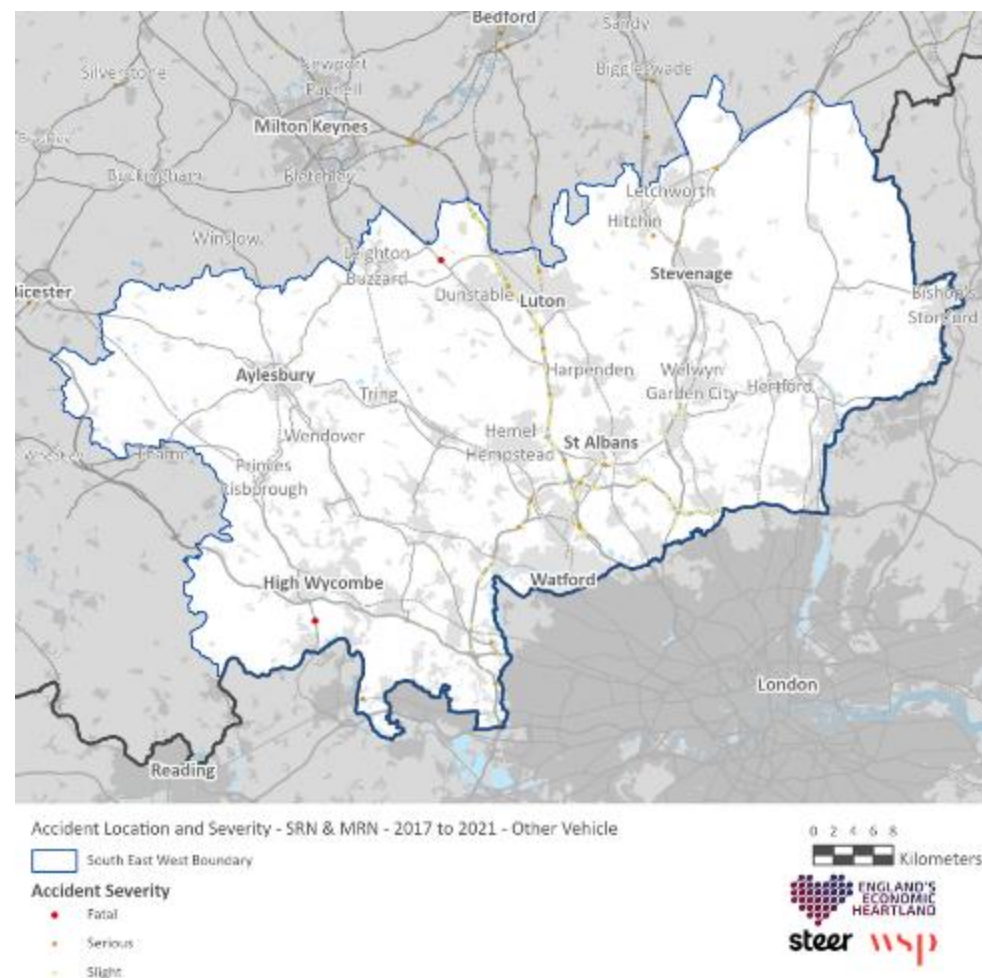 Bedford
Sandy
Silverstone
Newport
Pagnell
Biggleswade
Milton Keynes
Buckingham
Bletchley
Letchworth
Hitchin
Winslow
Leighton
Buzzard
Stevenage
Bicester
Dunstable
Luton
Bishop's
Stortford
Aylesbury
Harpenden
Welwyn
Garden City
Hertford
Tring
Hemel
Hempstead
St Albans
Wendover
Thame
Princes
Risborough
High Wycombe
Watford
London
Reading
Accident Location and Severity - SRN & MRN - 2017 to 2021 - Other Vehicle
South East West Boundary
Accident Severity
Fatal
Serious
Slight
0 2 4 6 8
Kilometers
ENGLAND'S
ECONOMIC
HEARTLAND
steer wsp